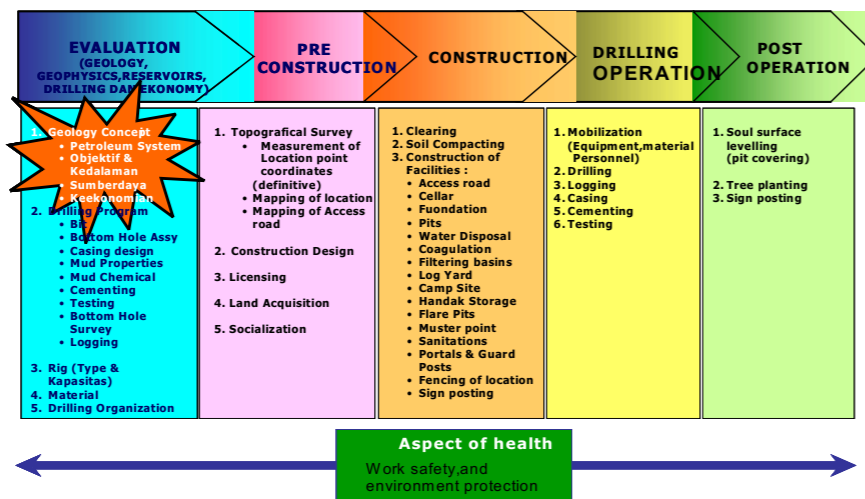 EVALUATION
(GEOLOGY,
GEOPHYSICS,RESERVOIRS,
DRILLING DAN EKONOMY)
PRE
CONSTRUCTION
CONSTRUCTION
DRILLING
OPERATION
POST
OPERATION
1. Geology Concept
• Petroleum System
• Objektif &
Kedalaman
• Sumberdaya
• Keekonomian
2. Drilling Program
• Bit
• Bottom Hole Assy
• Casing design
• Mud Properties
• Mud Chemical
• Cementing
• Testing
• Bottom Hole
Survey
• Logging
3. Rig (Type &
Kapasitas)
4. Material
5. Drilling Organization
1. Topografical Survey
• Measurement of
Location point
coordinates
(definitive)
• Mapping of location
• Mapping of Access
road
2. Construction Design
3. Licensing
4. Land Acquisition
5. Socialization
1. Clearing
2. Soil Compacting
3. Construction of
Facilities :
• Access road
• Cellar
• Fuondation
• Pits
• Water Disposal
• Coagulation
• Filtering basins
• Log Yard
• Camp Site
• Handak Storage
• Flare Pits
• Muster point
• Sanitations
• Portals & Guard
Posts
• Fencing of location
• Sign posting
1. Mobilization
(Equipment,material
Personnel)
2. Drilling
3. Logging
4. Casing
5. Cementing
6. Testing
1. Soul surface
levelling
(pit covering)
2. Tree planting
3. Sign posting
Aspect of health
Work safety,and
environment protection